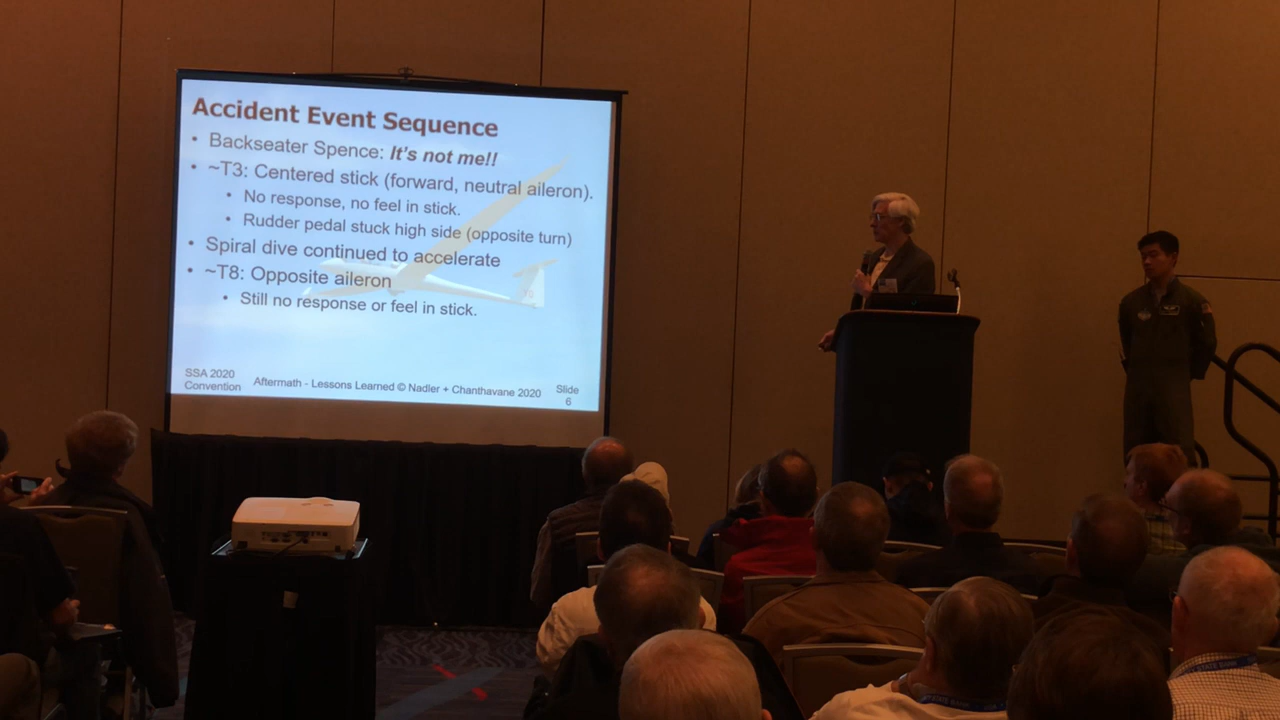 Accident Event Sequence
• Backseater Spence: It's not me!!
• ~T3: Centered stick (forward, neutral aileron).
• No response, no feel in stick.
• Rudder pedal stuck high side (opposite turn)
• Spiral dive continued to accelerate
• ~T8: Opposite aileron
• Still no response or feel in stick.
SSA 2020
Convention
Aftermath - Lessons Learned © Nadler + Chanthavane 2020
Slide
6
STATE BANK